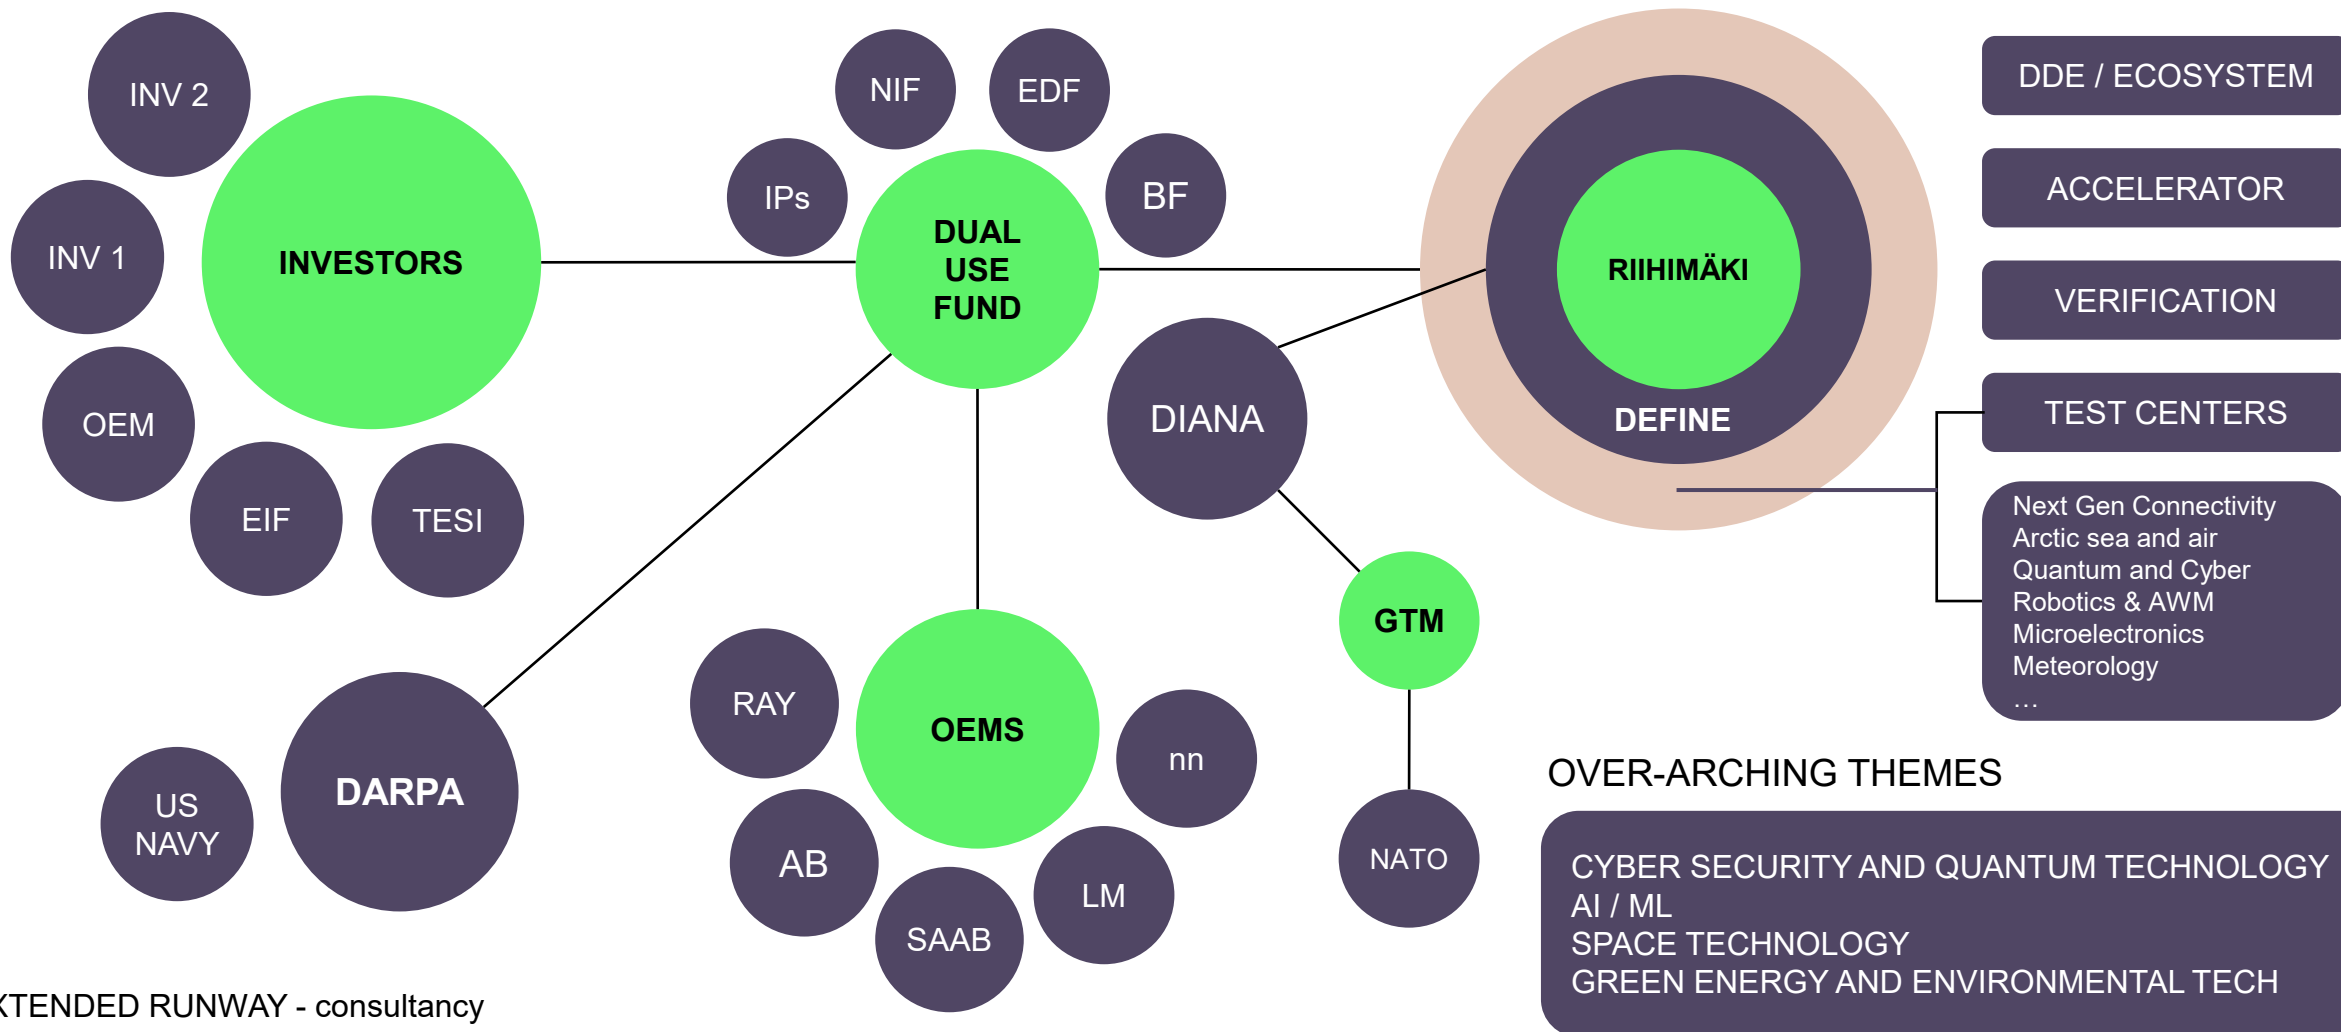 INV 2
INV 1
INVESTORS
OEM
EIF
TESI
NIF
EDF
IPs
BF
DUAL
USE
FUND
RIIHIMÄKI
DEFINE
DIANA
GTM
NATO
DARPA
US
NAVY
RAY
OEMS
nn
AB
SAAB
LM
DDE / ECOSYSTEM
ACCELERATOR
VERIFICATION
TEST CENTERS
Next Gen Connectivity
Arctic sea and air
Quantum and Cyber
Robotics & AWM
Microelectronics
Meteorology
…
OVER-ARCHING THEMES
CYBER SECURITY AND QUANTUM TECHNOLOGY
AI / ML
SPACE TECHNOLOGY
GREEN ENERGY AND ENVIRONMENTAL TECH
XTENDED RUNWAY - consultancy